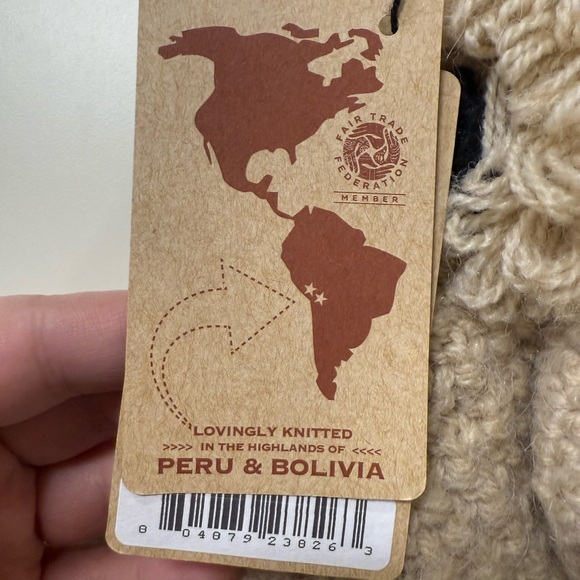 FAIR TRADE
FEDERATION
MEMBER
LOVINGLY KNITTED
>>>> IN THE HIGHLANDS OF <<<<
PERU & BOLIVIA
8 04879 23826 3